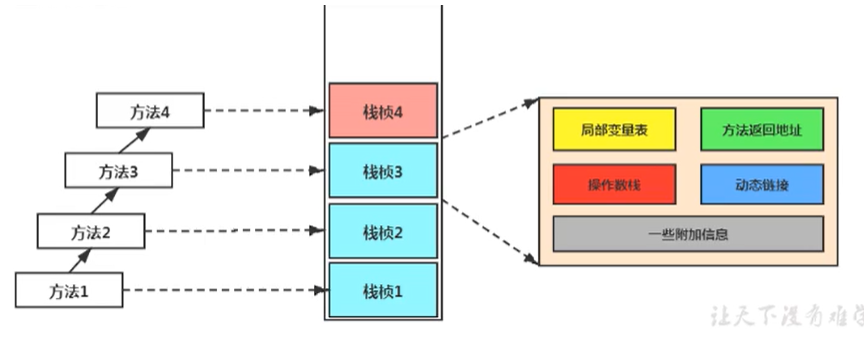 方法4
方法3
方法2
方法1
栈桢4
栈桢3
栈桢2
栈桢1
局部变量表
方法返回地址
操作数栈
动态链接
一些附加信息
让天下没有难学